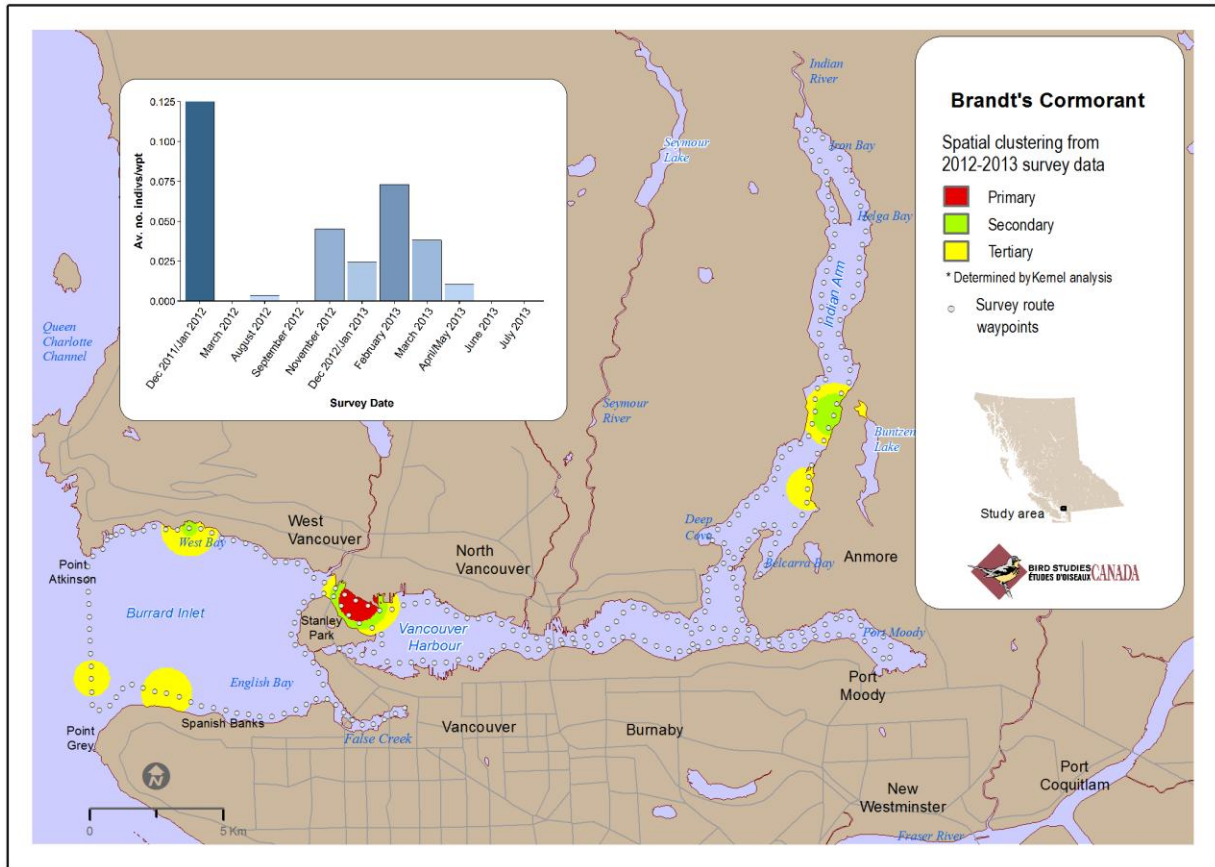 0.125
0.100
0.075
0.050
0.025
0.000
Av. no. indivs/wpt
Dec 2011/Jan 2012
March 2012
August 2012
September 2012
November 2012
Dec 2012/Jan 2013
February 2013
March 2013
April/May 2013
June 2013
July 2013
Survey Date
Brandt's Cormorant
Spatial clustering from
2012-2013 survey data
Primary
Secondary
Tertiary
* Determined by Kernel analysis
Survey route
waypoints
Study area
BIRD STUDIES
ÉTUDES D'OISEAUX
CANADA
Indian
River
Iron Bay
Helga Bay
Indian Arm
Seymour
Lake
Queen
Charlotte
Channel
Seymour
River
Buntzen
Lake
Deep
Cove
Belcarra Bay
Anmore
West
Vancouver
West Bay
North
Vancouver
Point
Atkinson
Burrard Inlet
Stanley
Park
Vancouver
Harbour
Port Moody
Port
Moody
English Bay
Spanish Banks
Point
Grey
False Creek
Vancouver
Burnaby
New
Westminster
Port
Coquitlam
Fraser River
N
0
5 Km